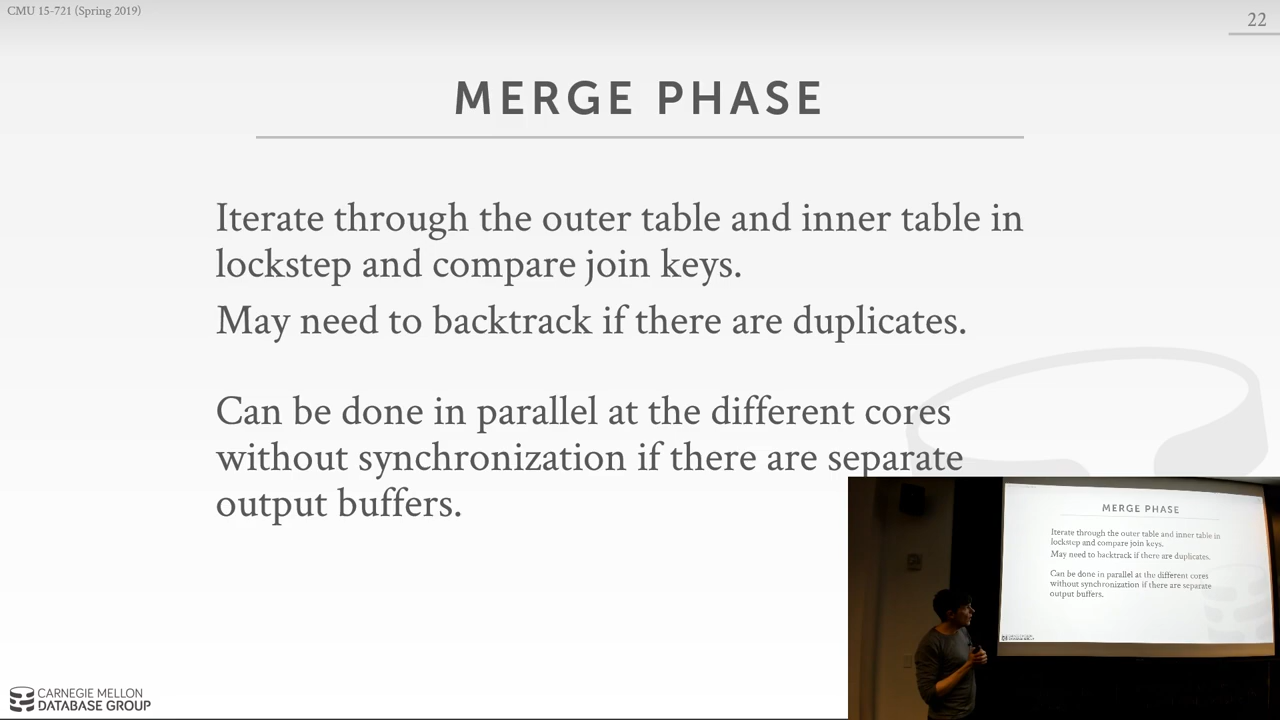 CMU 15-721 (Spring 2019)
22
MERGE PHASE
Iterate through the outer table and inner table in
lockstep and compare join keys.
May need to backtrack if there are duplicates.
Can be done in parallel at the different cores
without synchronization if there are separate
output buffers.
CARNEGIE MELLON
DATABASE GROUP
MERGE PHASE
Iterate through the outer table and inner table in
lockstep and compare join keys.
May need to backtrack if there are duplicates.
Can be done in parallel at the different cores
without synchronization if there are separate
output buffers.